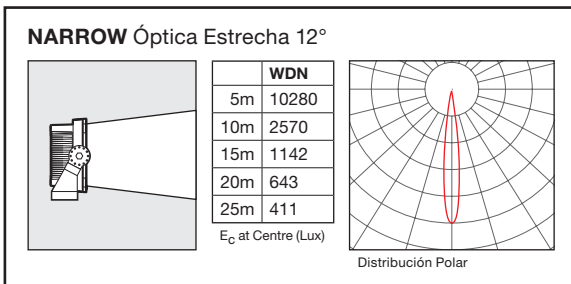 NARROW Óptica Estrecha 12°
WDN
5m 10280
10m 2570
15m 1142
20m 643
25m 411
EC at Centre (Lux)
Distribución Polar